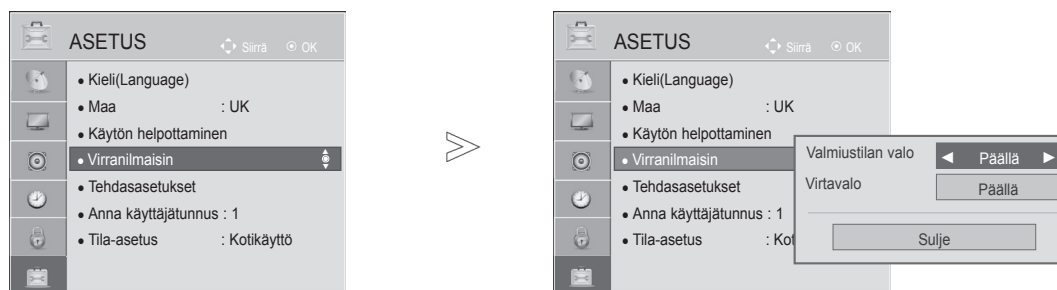 ASETUS
Siirrä OK
• Kieli(Language)
• Maa : UK
• Käytön helpottaminen
• Virranilmaisin
• Tehdasasetukset
• Anna käyttäjätunnus : 1
• Tila-asetus : Kotikäyttö
ASETUS
Siirrä OK
• Kieli(Language)
• Maa : UK
• Käytön helpottaminen
• Virranilmaisin
• Tehdasasetukset
• Anna käyttäjätunnus : 1
• Tila-asetus : Kot
Valmiustilan valo ◄ Päällä ►
Virtavalo Päällä
Sulje